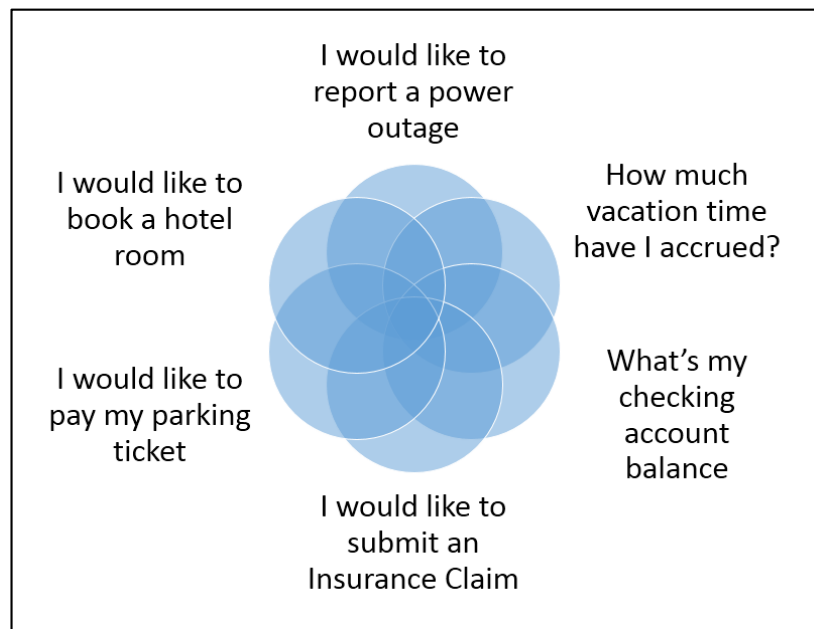 I would like to
report a power
outage
How much
vacation time
have I accrued?
What's my
checking
account
balance
I would like to
submit an
Insurance Claim
I would like to
pay my parking
ticket
I would like to
book a hotel
room